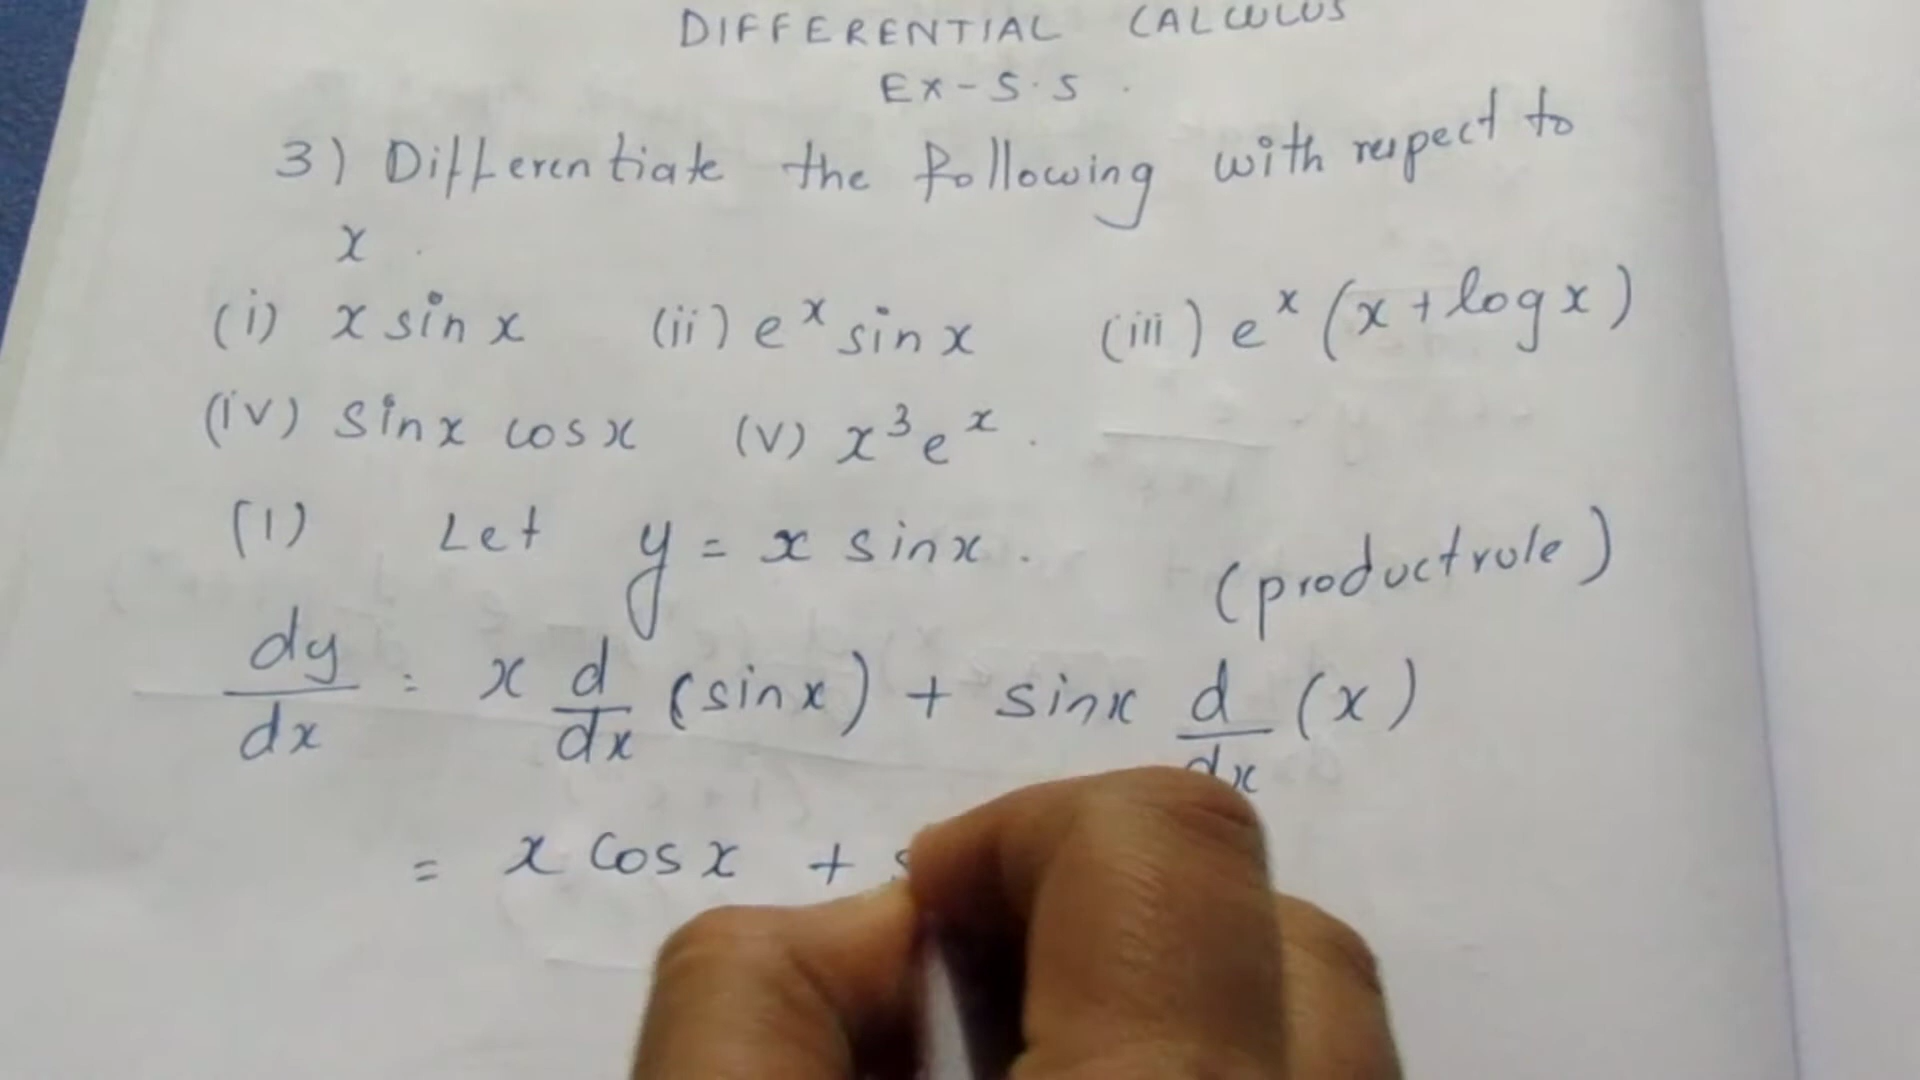 DIFFERENTIAL CALCULUS
EX-5.5.
3) Differentiate the following with respect to
x.
(i) x sin x (ii) e^x sin x (iii) e^x (x + log x)
(iv) sin x cos x (v) x^3 e^x.
(1) Let y = x sin x.
(product rule)
dy/dx = x d/dx (sin x) + sin x d/dx (x)
= x cos x +